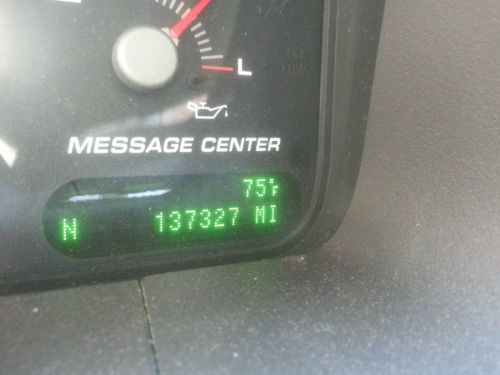 L
MESSAGE CENTER
75°F
N 137327 MI